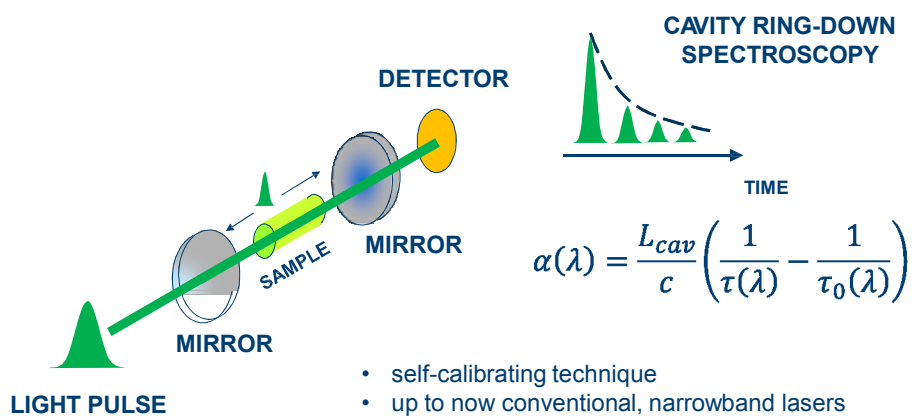 CAVITY RING-DOWN
SPECTROSCOPY
DETECTOR
TIME
MIRROR
SAMPLE
MIRROR
LIGHT PULSE
α(λ) = L_cav/c (1/τ(λ) − 1/τ₀(λ))
• self-calibrating technique
• up to now conventional, narrowband lasers